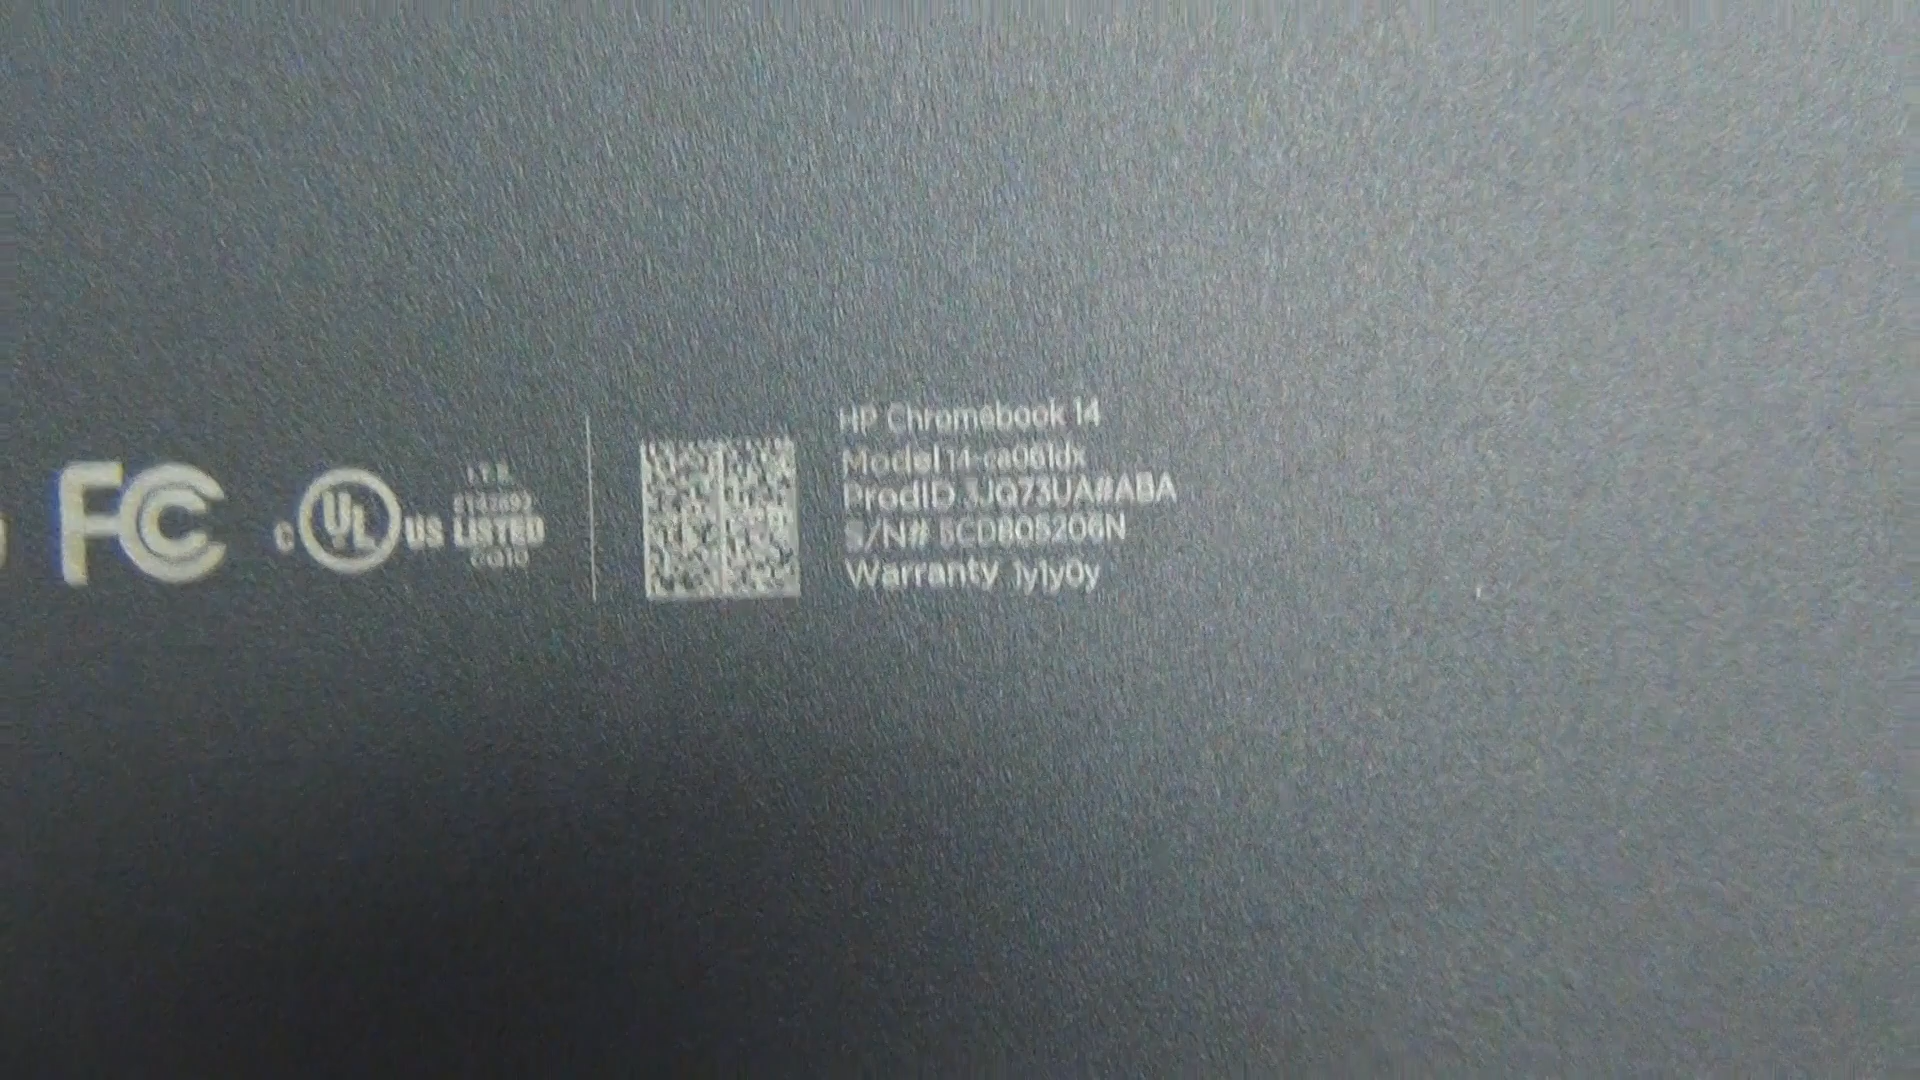 FC
C UL US LISTED
HP Chromebook 14
Model 14-ca061dx
ProdID 3JQ73UA#ABA
S/N# 5CD805206N
Warranty 1y1y0y